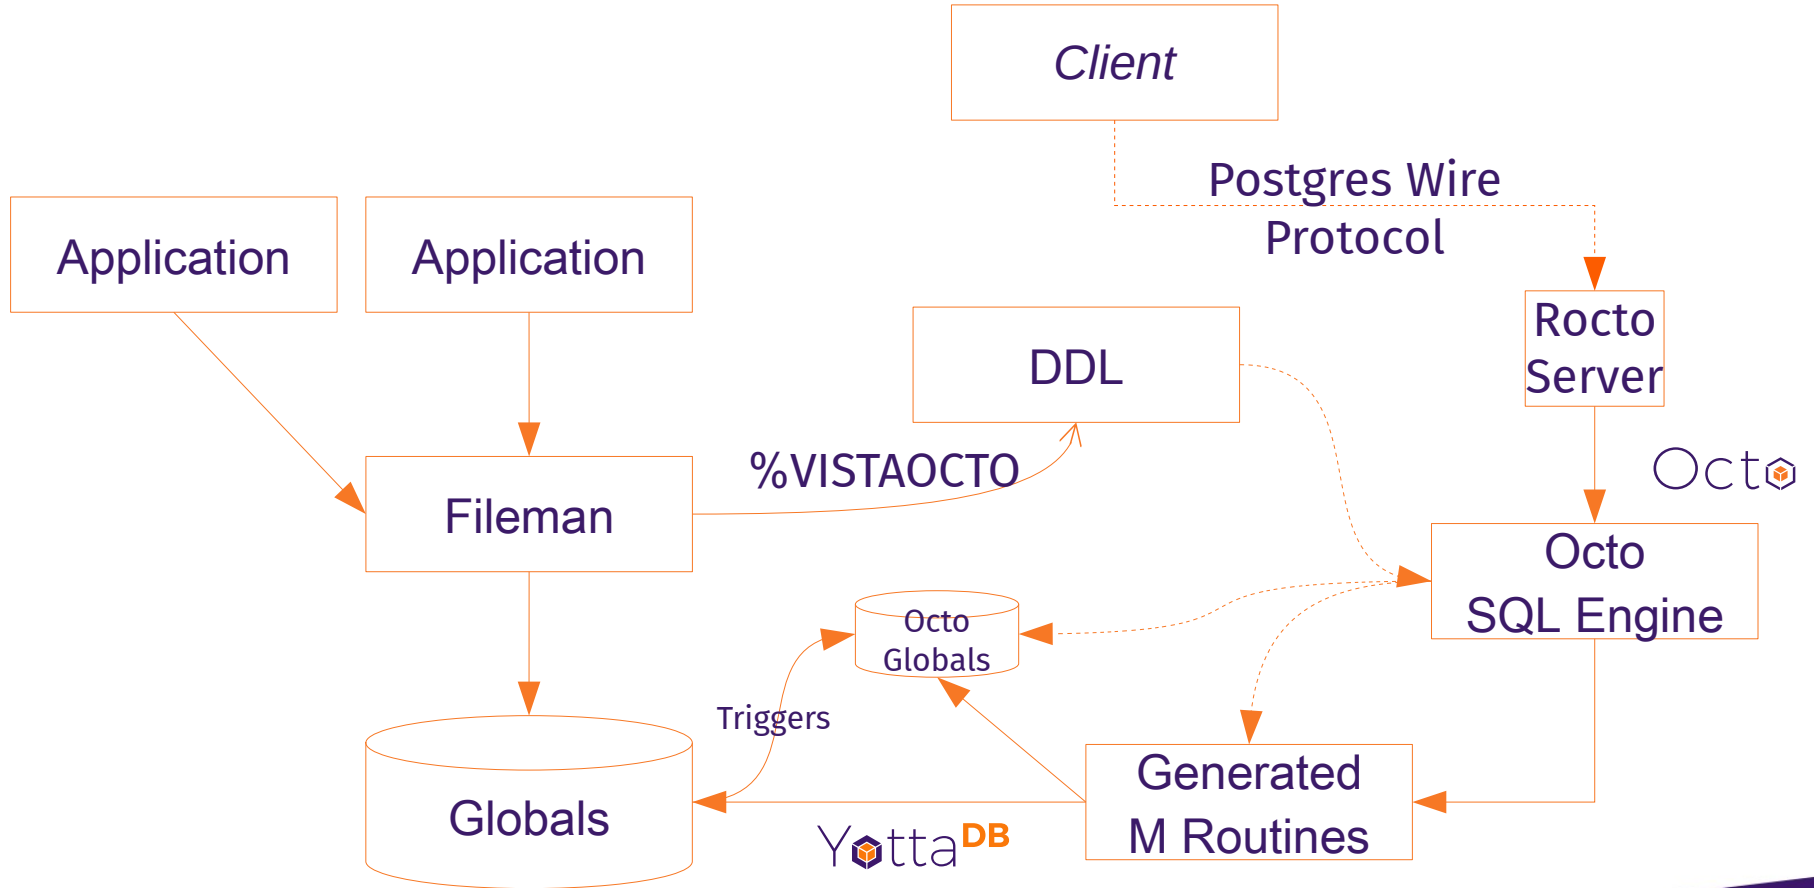 Client
Postgres Wire
Protocol
Application
Application
Rocto
Server
DDL
%VISTAOCTO
Octo
Fileman
Octo
SQL Engine
Octo
Globals
Triggers
Generated
M Routines
Globals
YottaDB